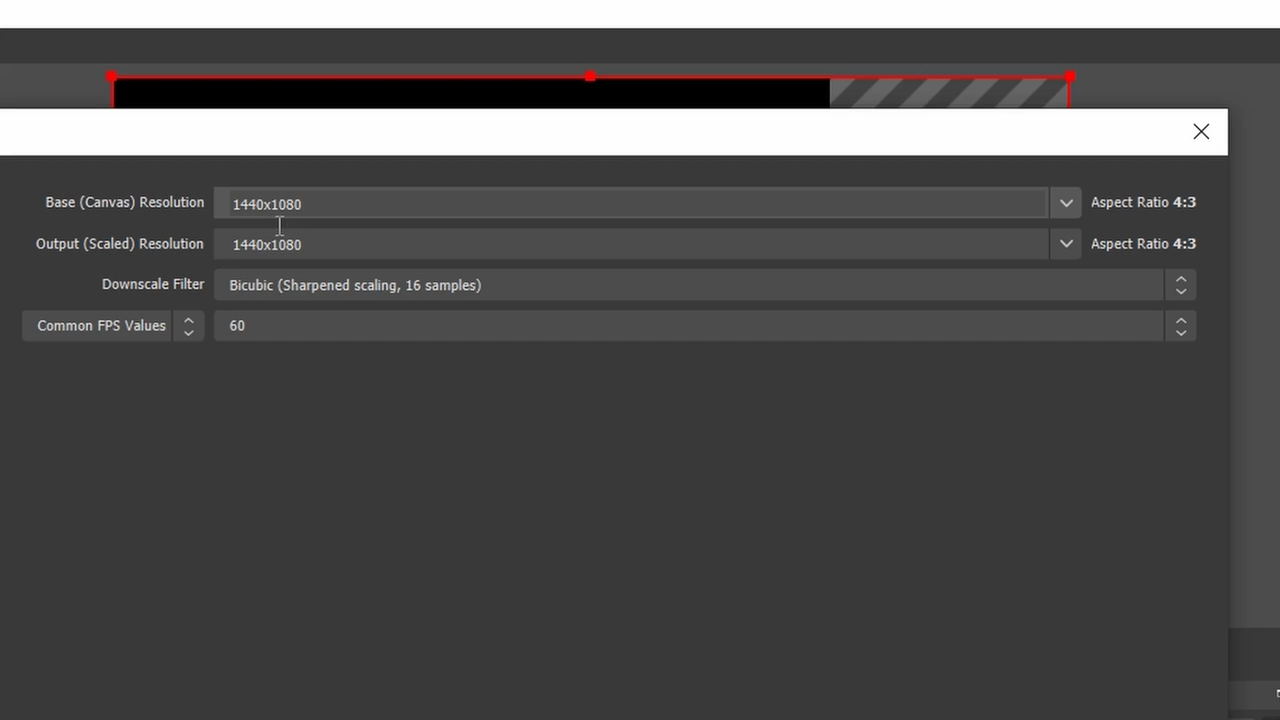 Base (Canvas) Resolution 1440x1080 Aspect Ratio 4:3
Output (Scaled) Resolution 1440x1080 Aspect Ratio 4:3
Downscale Filter Bicubic (Sharpened scaling, 16 samples)
Common FPS Values 60